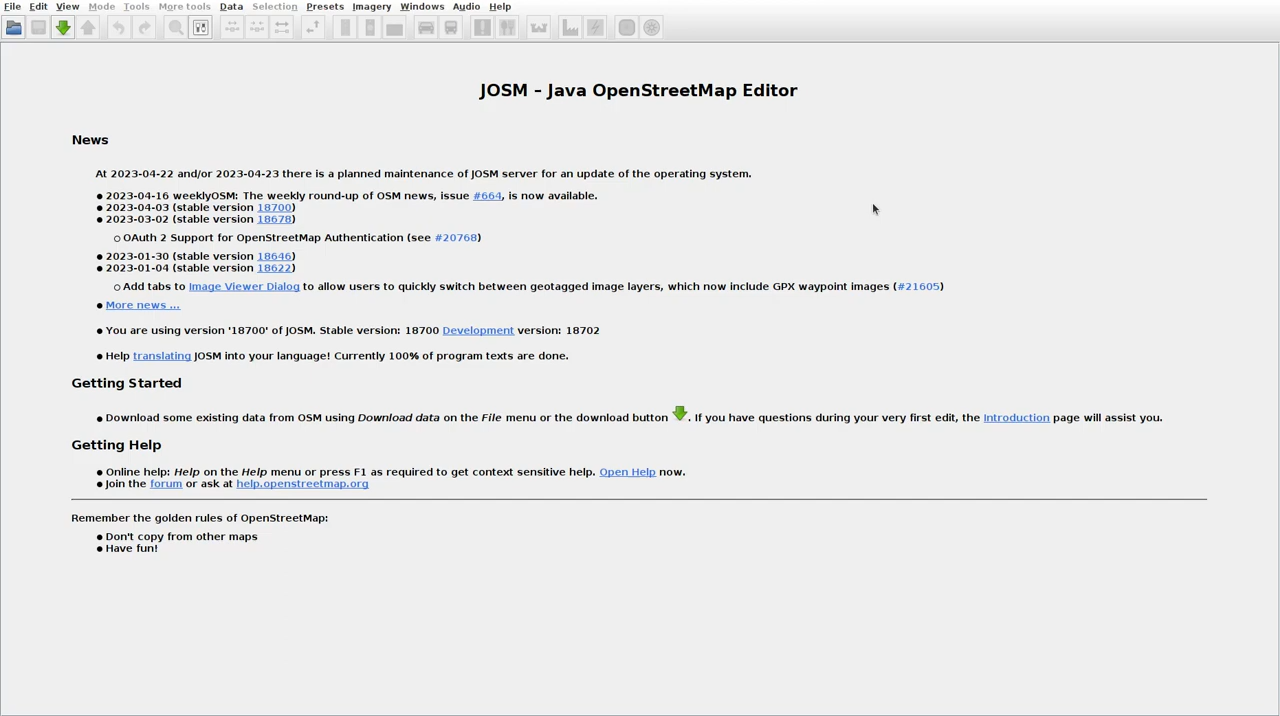 File Edit View Mode Tools More tools Data Selection Presets Imagery Windows Audio Help
JOSM – Java OpenStreetMap Editor
News
At 2023-04-22 and/or 2023-04-23 there is a planned maintenance of JOSM server for an update of the operating system.
● 2023-04-16 weeklyOSM: The weekly round-up of OSM news, issue #664, is now available.
● 2023-04-03 (stable version 18700)
● 2023-03-02 (stable version 18678)
○ OAuth 2 Support for OpenStreetMap Authentication (see #20768)
● 2023-01-30 (stable version 18646)
● 2023-01-04 (stable version 18622)
○ Add tabs to Image Viewer Dialog to allow users to quickly switch between geotagged image layers, which now include GPX waypoint images (#21605)
● More news ...
● You are using version '18700' of JOSM. Stable version: 18700 Development version: 18702
● Help translating JOSM into your language! Currently 100% of program texts are done.
Getting Started
● Download some existing data from OSM using Download data on the File menu or the download button . If you have questions during your very first edit, the Introduction page will assist you.
Getting Help
● Online help: Help on the Help menu or press F1 as required to get context sensitive help. Open Help now.
● Join the forum or ask at help.openstreetmap.org
Remember the golden rules of OpenStreetMap:
● Don't copy from other maps
● Have fun!